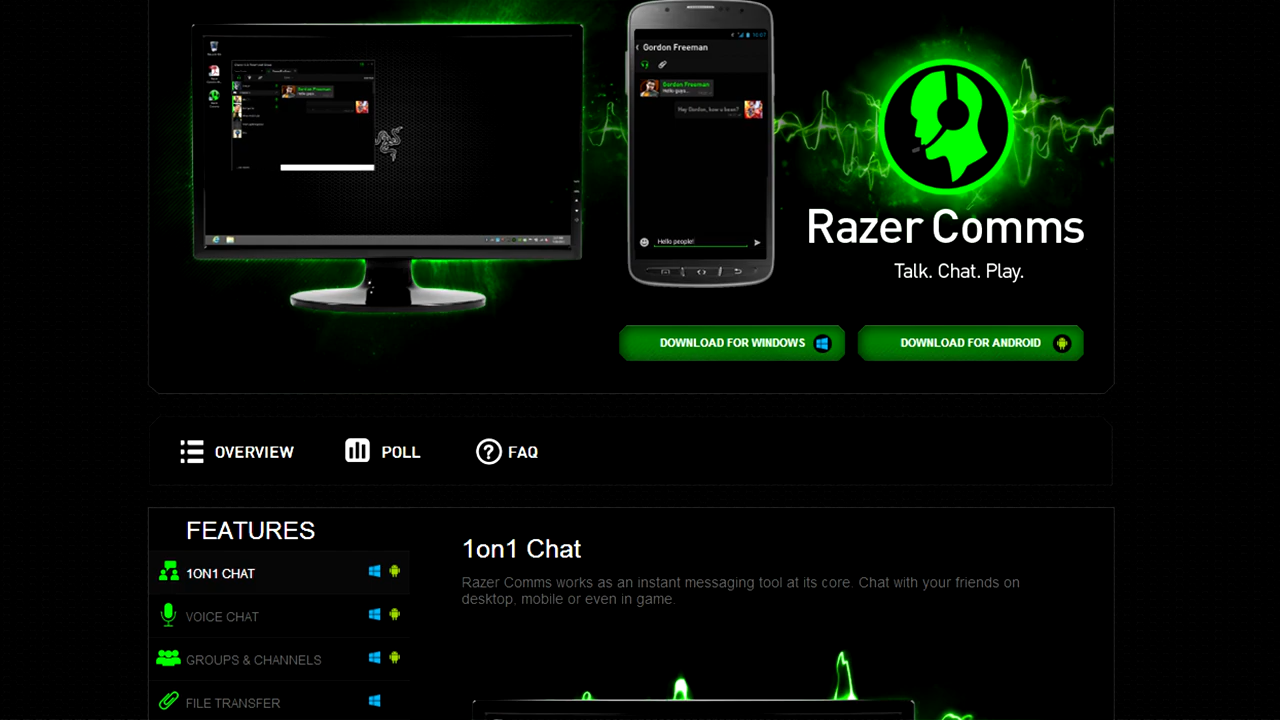 Gordon Freeman
Gordon Freeman
Hello guys...
Hey Gordon, how u been?
Hello people!
Razer Comms
Talk. Chat. Play.
DOWNLOAD FOR WINDOWS
DOWNLOAD FOR ANDROID
OVERVIEW
POLL
FAQ
FEATURES
1ON1 CHAT
VOICE CHAT
GROUPS & CHANNELS
FILE TRANSFER
1on1 Chat
Razer Comms works as an instant messaging tool at its core. Chat with your friends on
desktop, mobile or even in game.